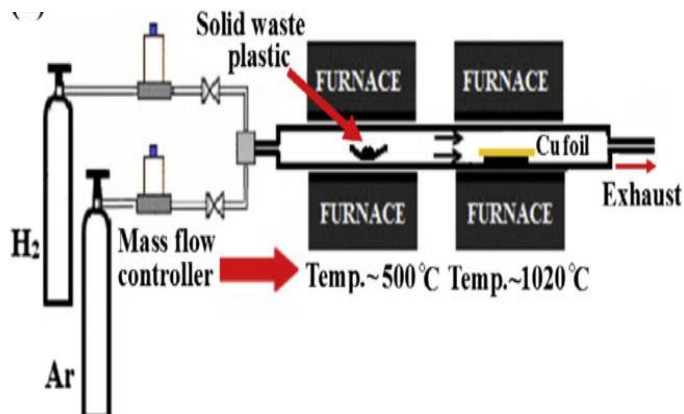 Solid waste
plastic
FURNACE
FURNACE
Cu foil
Exhaust
FURNACE
FURNACE
H2
Mass flow
controller
Temp.~500°C
Temp.~1020°C
Ar